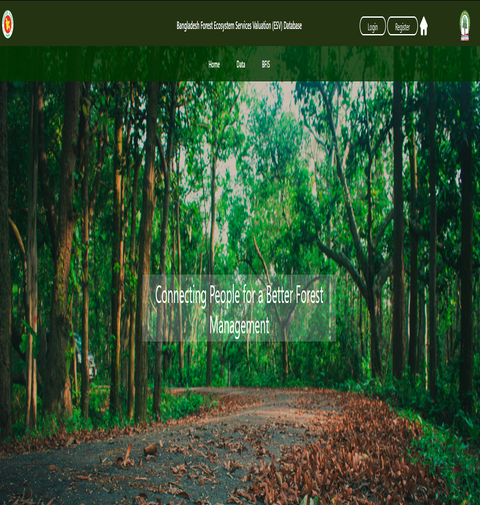 Bangladesh Forest Ecosystem Services Valuation (ESV) Database
Login
Register
Home
Data
BFIS
Connecting People for a Better Forest
Management